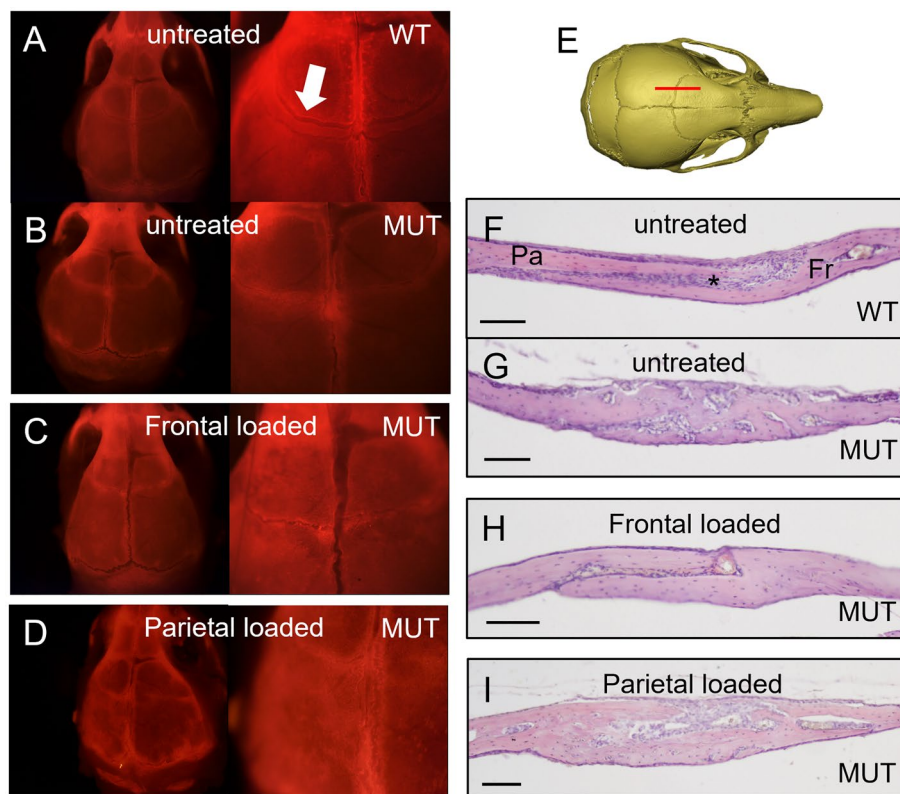 A untreated WT
B untreated MUT
C Frontal loaded MUT
D Parietal loaded MUT
E
F untreated
Pa * Fr
WT
G untreated
MUT
H Frontal loaded
MUT
I Parietal loaded
MUT